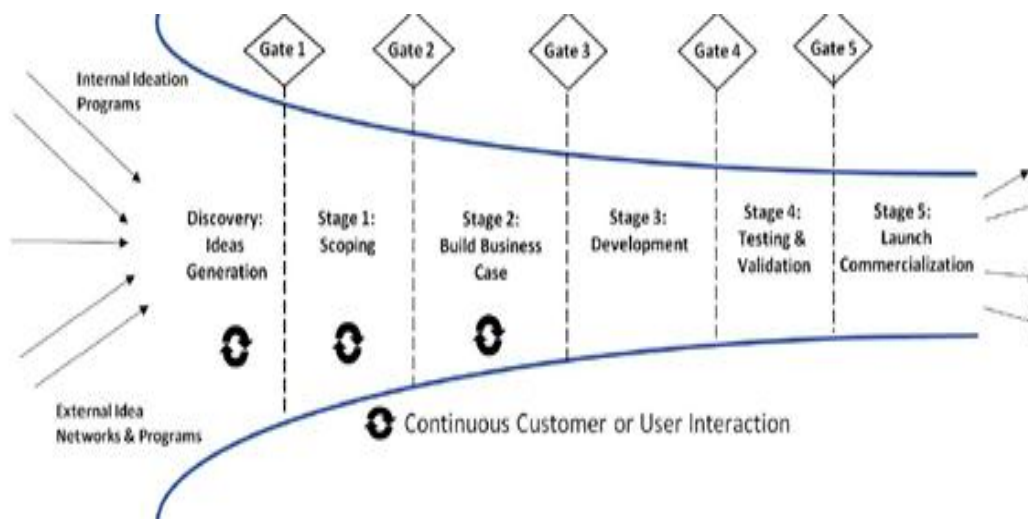 Gate 1
Gate 2
Gate 3
Gate 4
Gate 5
Internal Ideation
Programs
Discovery:
Ideas
Generation
Stage 1:
Scoping
Stage 2:
Build Business
Case
Stage 3:
Development
Stage 4:
Testing &
Validation
Stage 5:
Launch
Commercialization
External Idea
Networks & Programs
Continuous Customer or User Interaction